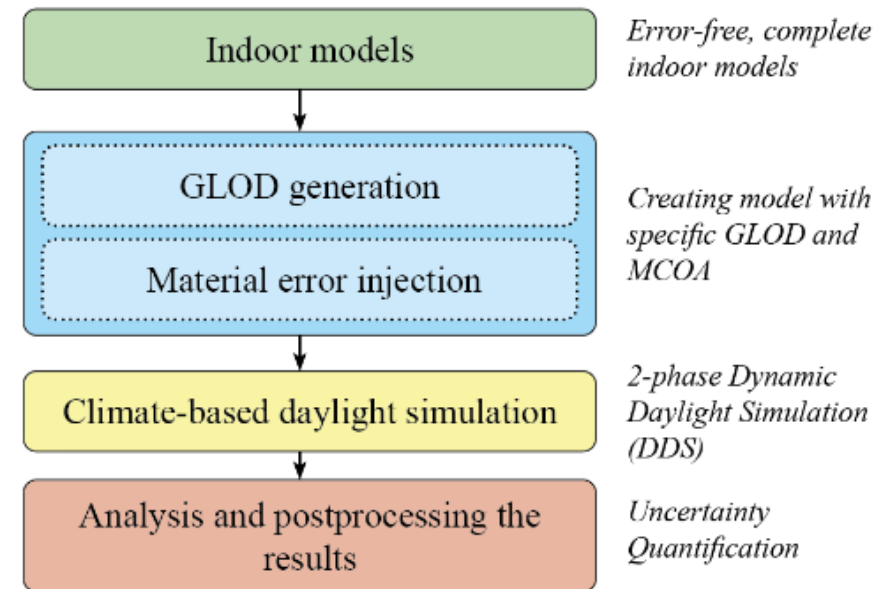 Indoor models
Error-free, complete
indoor models
GLOD generation
Material error injection
Creating model with
specific GLOD and
MCOA
Climate-based daylight simulation
2-phase Dynamic
Daylight Simulation
(DDS)
Analysis and postprocessing the
results
Uncertainty
Quantification